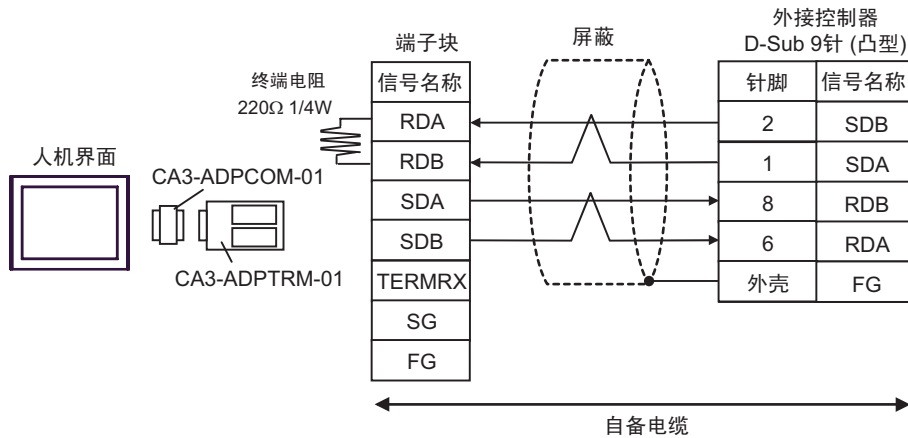 外接控制器
D-Sub 9针 (凸型)
端子块
屏蔽
终端电阻
220Ω 1/4W
人机界面
CA3-ADPCOM-01
CA3-ADPTRM-01
信号名称
RDA
RDB
SDA
SDB
TERMRX
SG
FG
针脚 信号名称
2 SDB
1 SDA
8 RDB
6 RDA
外壳 FG
自备电缆